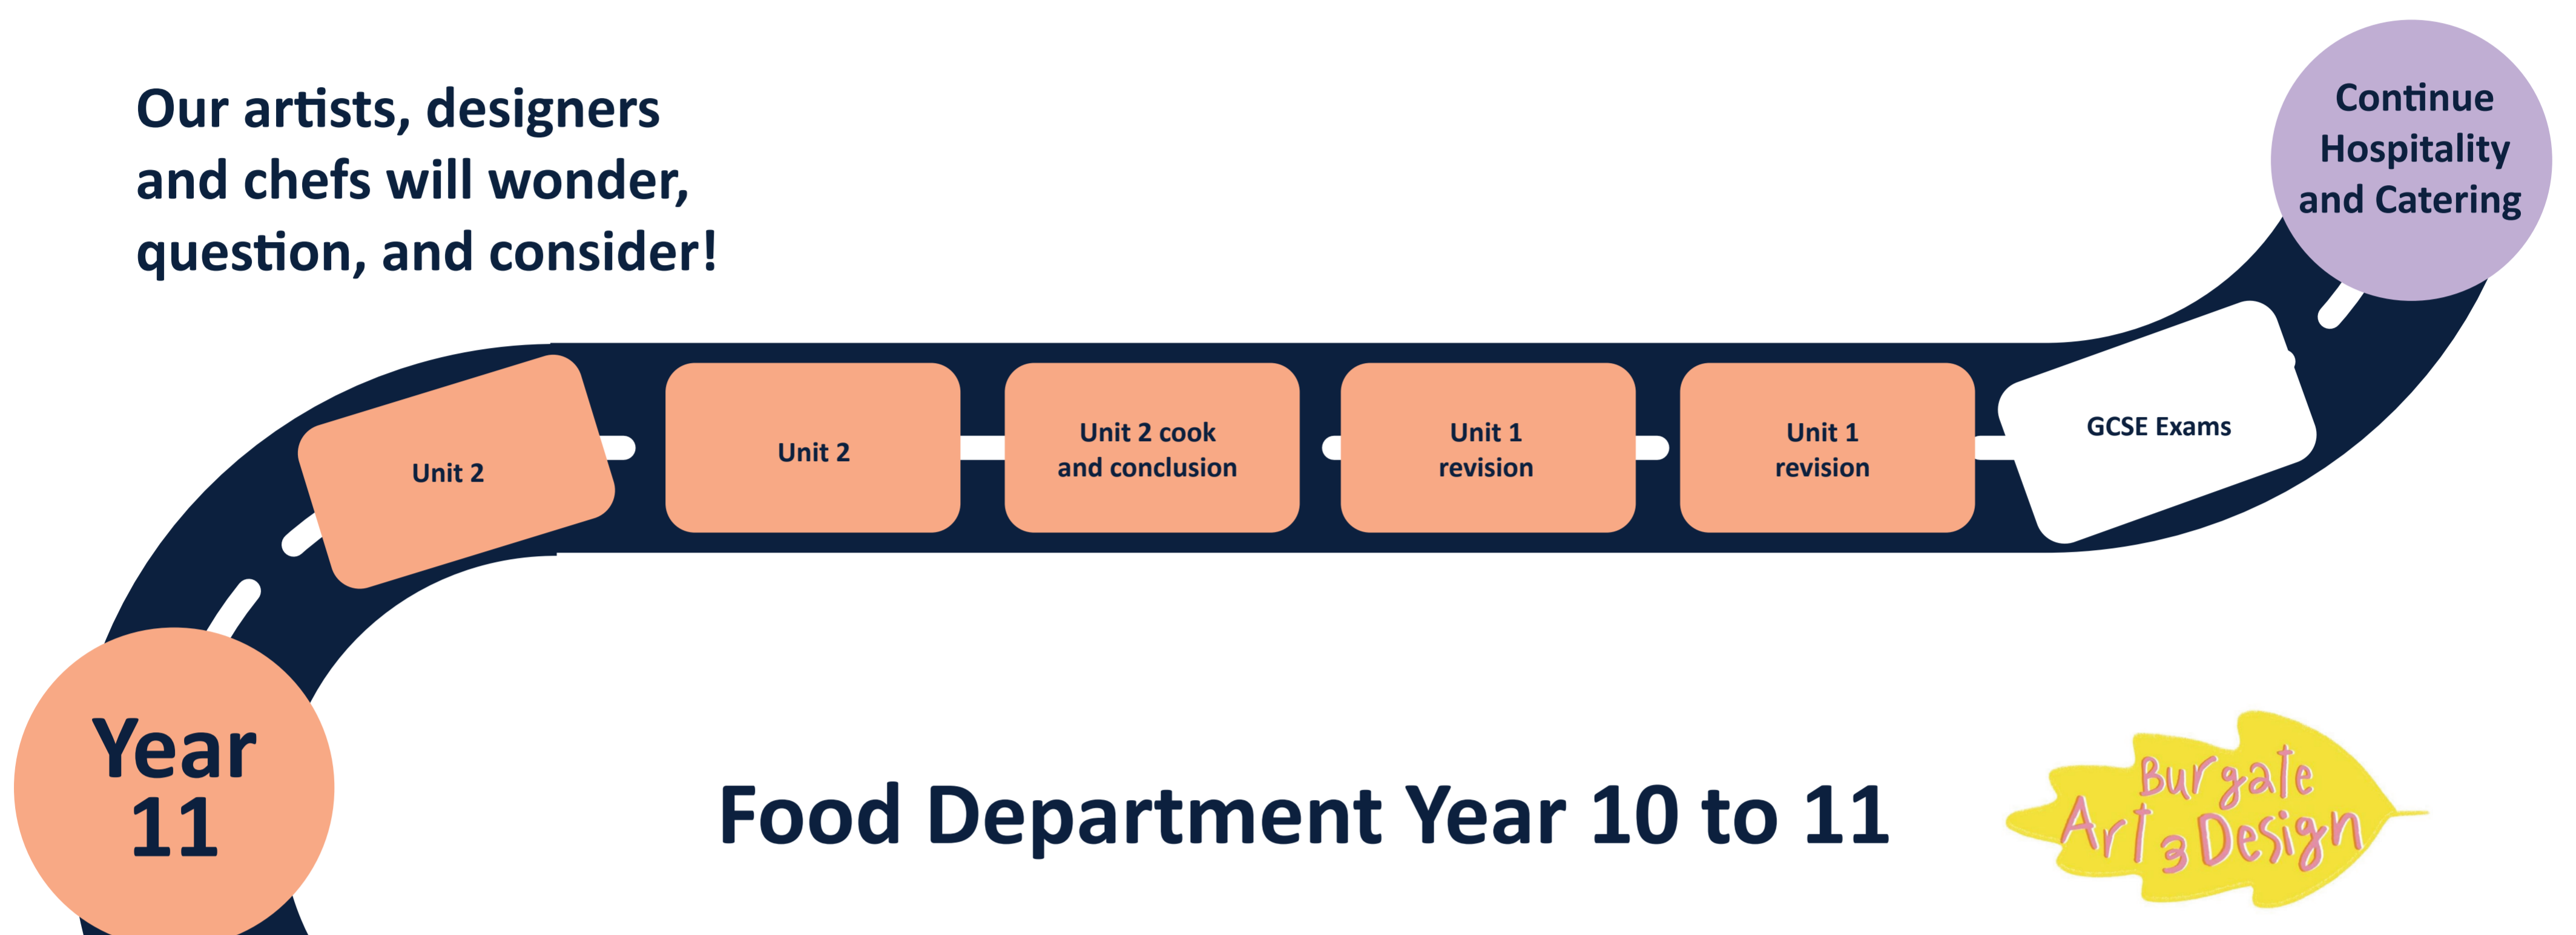 Our artists, designers
and chefs will wonder,
question, and consider!
Continue
Hospitality
and Catering
Unit 2
Unit 2
Unit 2 cook
and conclusion
Unit 1
revision
Unit 1
revision
GCSE Exams
Year
11
Food Department Year 10 to 11
Burgate
Art & Design